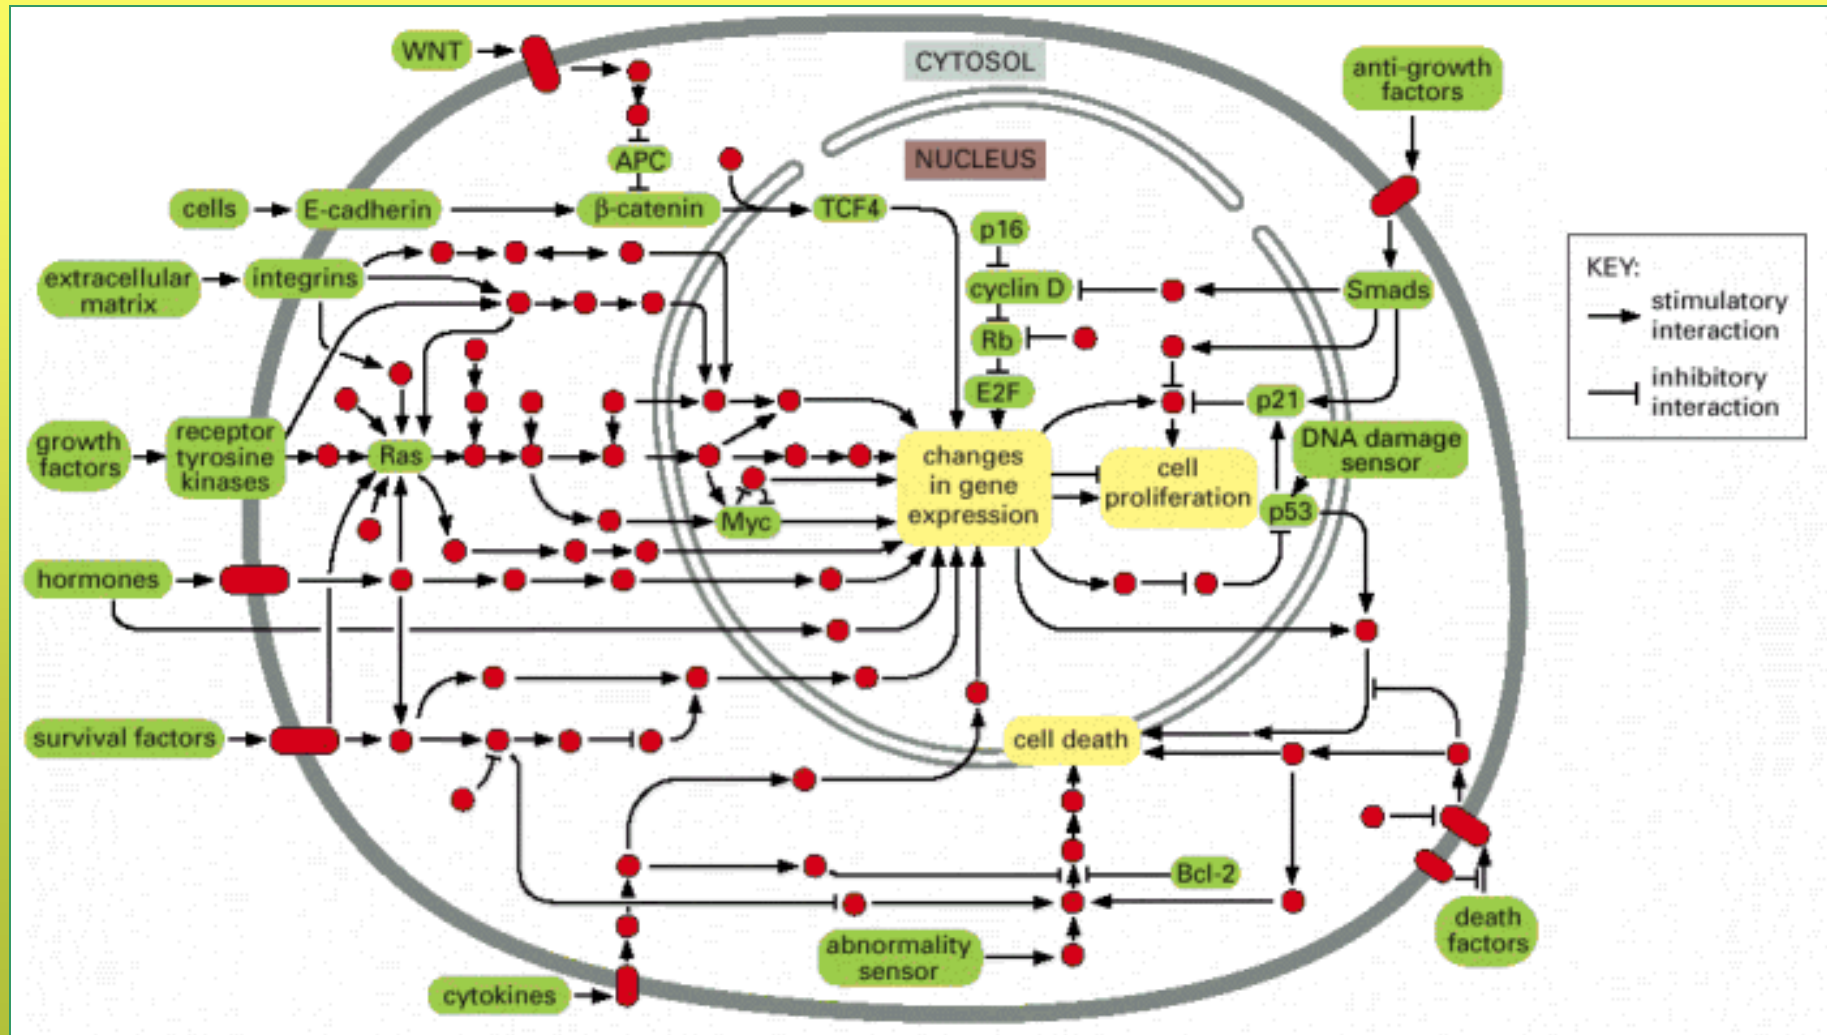 WNT
CYTOSOL
anti-growth
factors
NUCLEUS
APC
cells
E-cadherin
β-catenin
TCF4
p16
extracellular
matrix
integrins
cyclin D
Smads
KEY:
stimulatory
interaction
inhibitory
interaction
Rb
E2F
p21
growth
factors
receptor
tyrosine
kinases
Ras
changes
in gene
expression
cell
proliferation
DNA damage
sensor
p53
Myc
hormones
survival factors
cell death
Bcl-2
death
factors
abnormality
sensor
cytokines